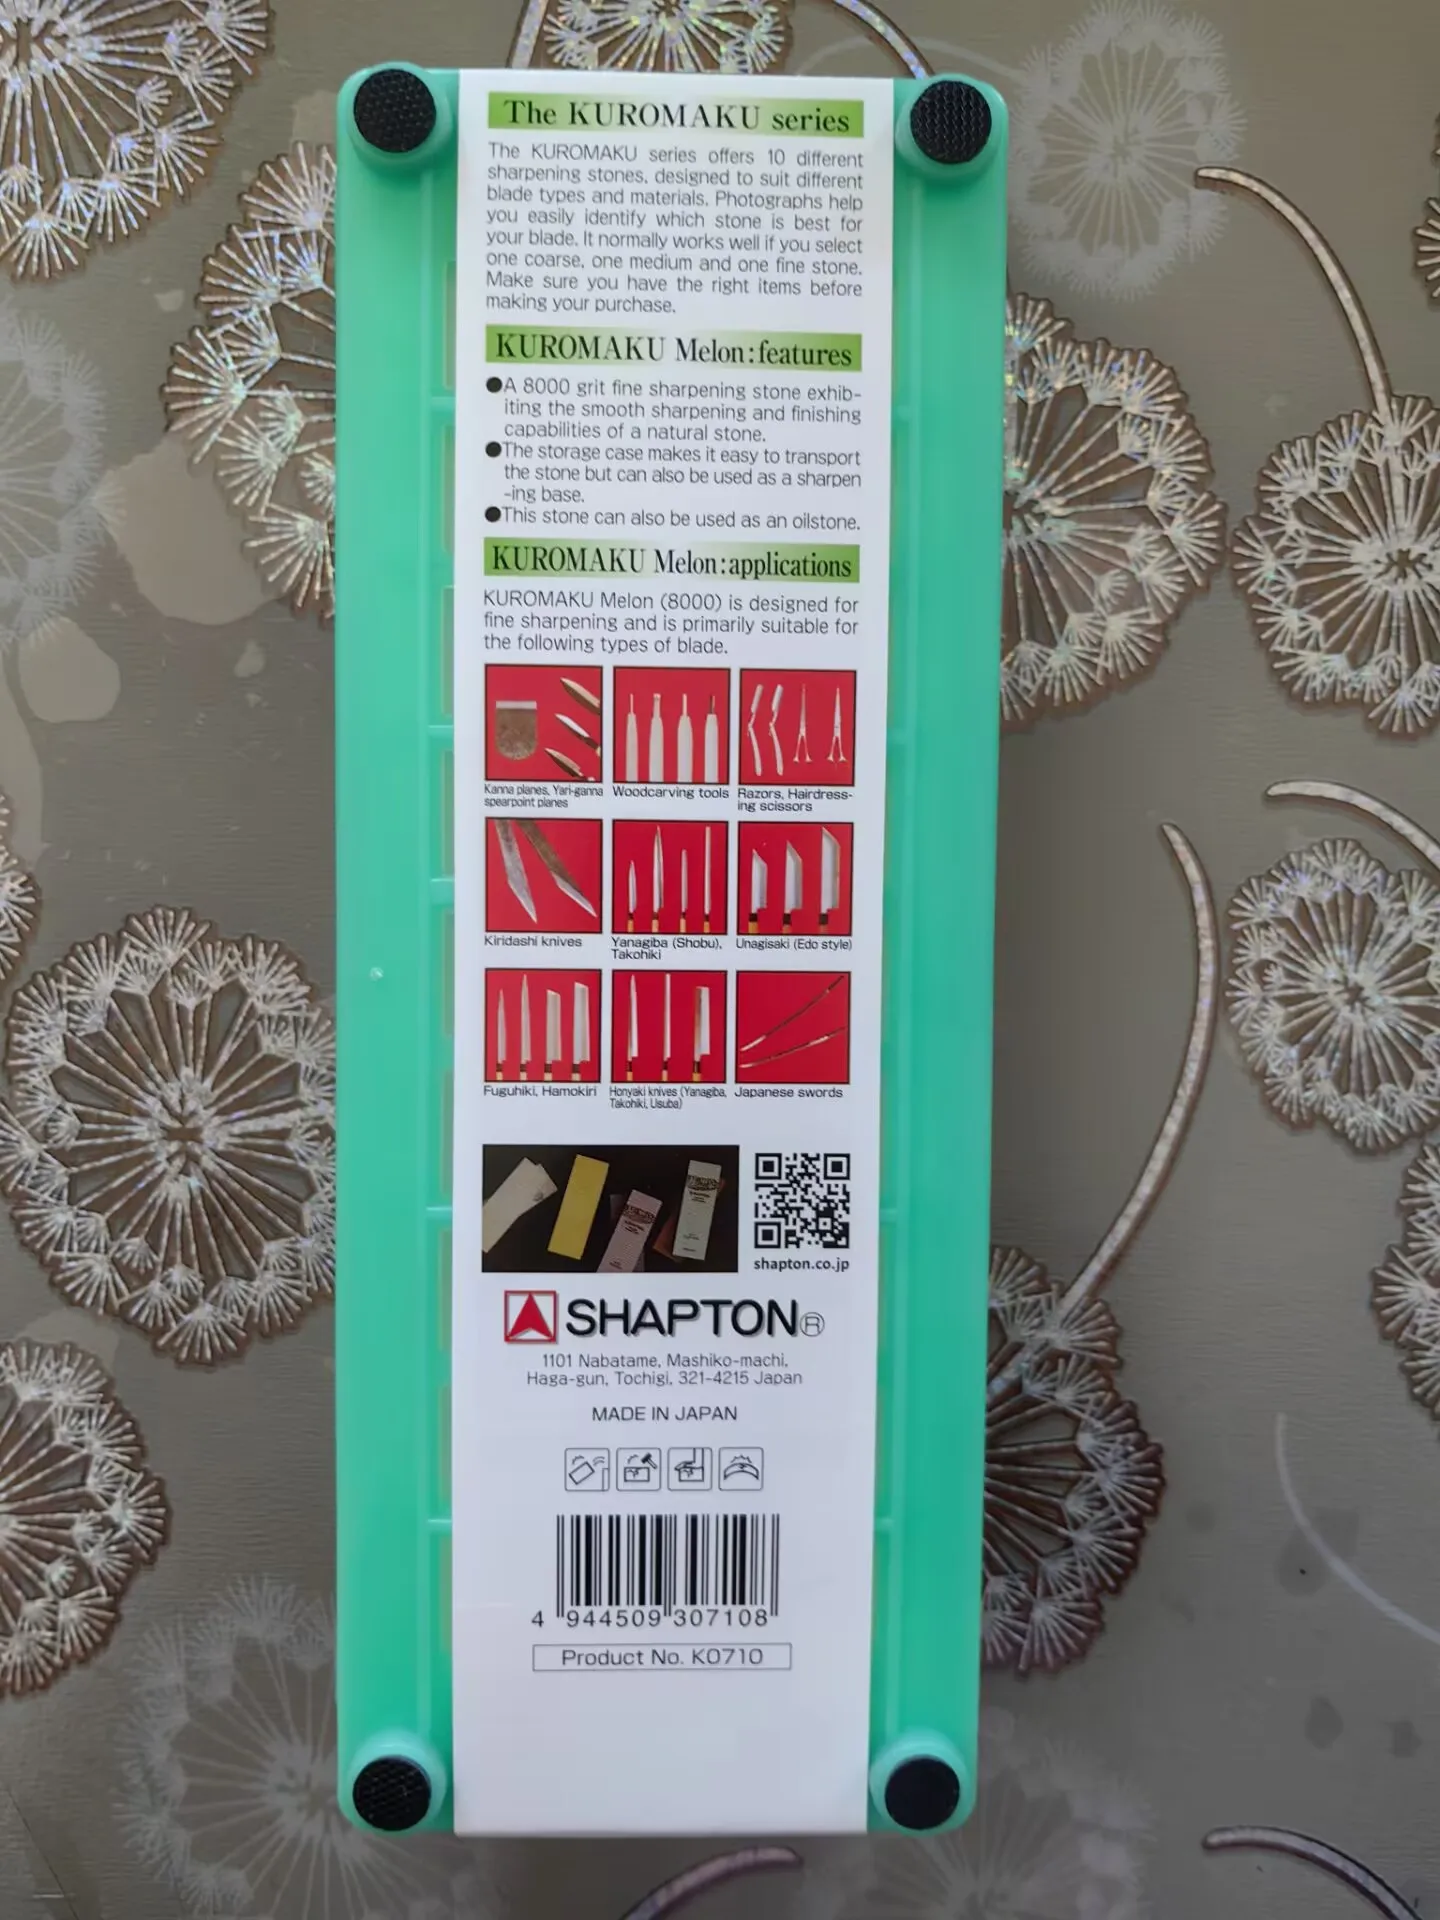 The KUROMAKU series
The KUROMAKU series offers 10 different
sharpening stones, designed to suit different
blade types and materials. Photographs help
you easily identify which stone is best for
your blade. It normally works well if you select
one coarse, one medium and one fine stone.
Make sure you have the right items before
making your purchase.
KUROMAKU Melon:features
●A 8000 grit fine sharpening stone exhib-
iting the smooth sharpening and finishing
capabilities of a natural stone.
●The storage case makes it easy to transport
the stone but can also be used as a sharpen
-ing base.
●This stone can also be used as an oilstone.
KUROMAKU Melon:applications
KUROMAKU Melon (8000) is designed for
fine sharpening and is primarily suitable for
the following types of blade.
Kanna planes, Yari-ganna
spearpoint planes
Woodcarving tools
Razors, Hairdress-
ing scissors
Kiridashi knives
Yanagiba (Shobu),
Takohiki
Unagisaki (Edo style)
Fuguhiki, Hamokiri
Honyaki knives (Yanagiba,
Takohiki, Usuba)
Japanese swords
shapton.co.jp
SHAPTON®
1101 Nabatame, Mashiko-machi,
Haga-gun, Tochigi, 321-4215 Japan
MADE IN JAPAN
4 944509 307108
Product No. K0710